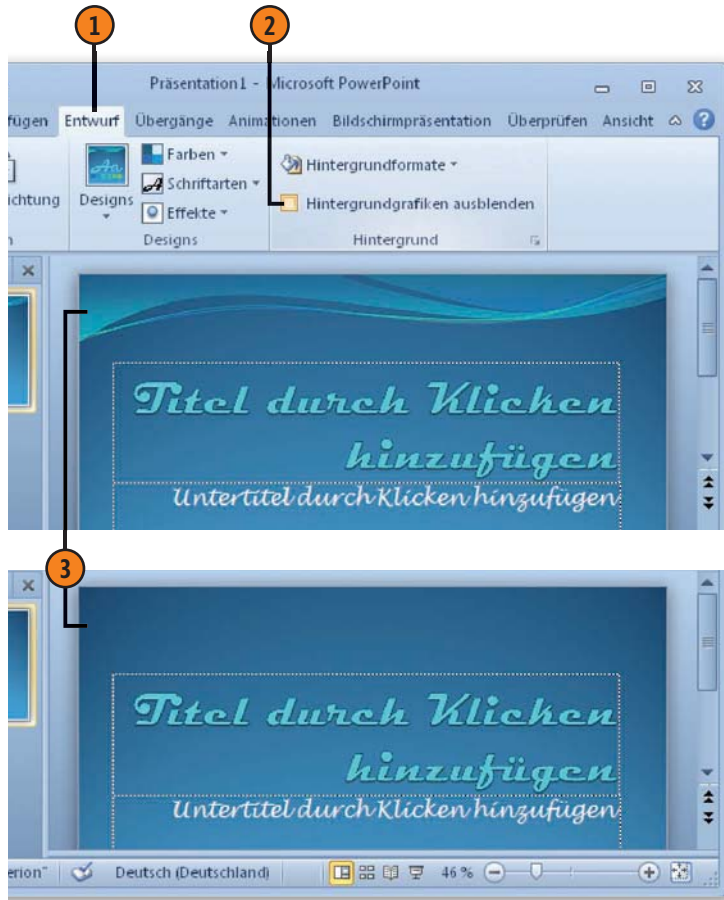 1 2
Präsentation1 - Microsoft PowerPoint
fügen Entwurf Übergänge Animationen Bildschirmpräsentation Überprüfen Ansicht
Farben
Hintergrundformate
ichtung Designs Schriftarten
Hintergrundgrafiken ausblenden
Effekte
n Designs Hintergrund
Titel durch Klicken
hinzufügen
Untertitel durch Klicken hinzufügen
3
Titel durch Klicken
hinzufügen
Untertitel durch Klicken hinzufügen
erion" Deutsch (Deutschland) 46 %